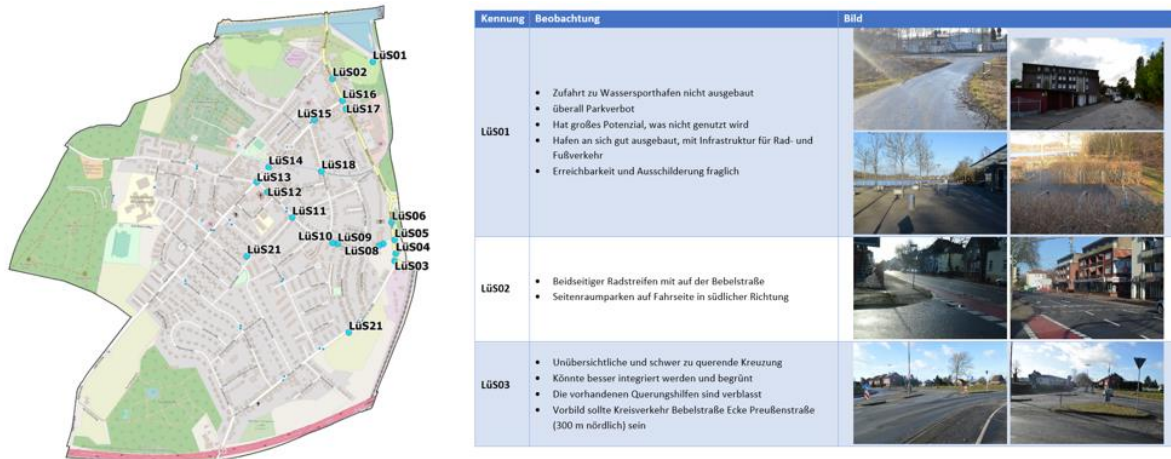 LüS01
LüS02
LüS16
LüS17
LüS15
LüS14
LüS18
LüS13
LüS12
LüS11
LüS06
LüS10
LüS09
LüS05
LüS08
LüS04
LüS21
LüS03
LüS21
Kennung Beobachtung Bild
LüS01
• Zufahrt zu Wassersporthafen nicht ausgebaut
• überall Parkverbot
• Hat großes Potenzial, was nicht genutzt wird
• Hafen an sich gut ausgebaut, mit Infrastruktur für Rad- und
Fußverkehr
• Erreichbarkeit und Ausschilderung fraglich
LüS02
• Beidseitiger Radstreifen mit auf der Bebelstraße
• Seitenraumparken auf Fahrseite in südlicher Richtung
LüS03
• Unübersichtliche und schwer zu querende Kreuzung
• Könnte besser integriert werden und begrünt
• Die vorhandenen Querungshilfen sind verblasst
• Vorbild sollte Kreisverkehr Bebelstraße Ecke Preußenstraße
(300 m nördlich) sein